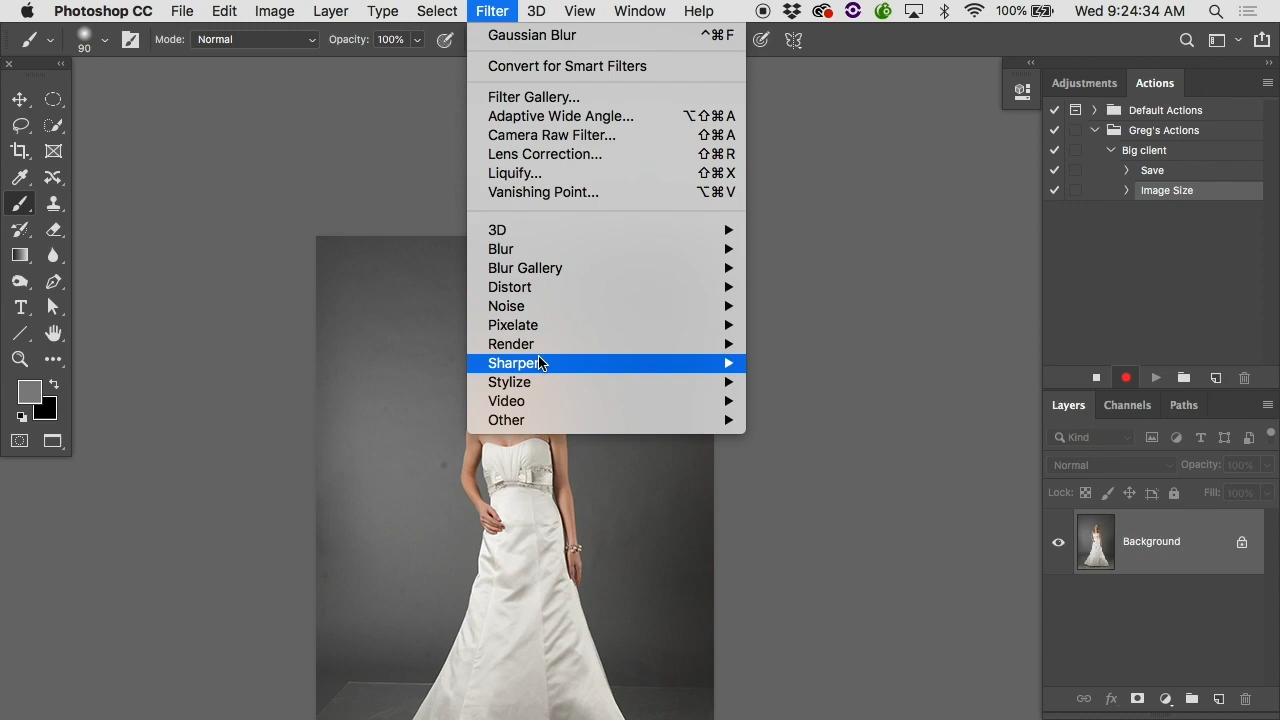 Photoshop CC File Edit Image Layer Type Select Filter 3D View Window Help 100% Wed 9:24:34 AM
90 Mode: Normal Opacity: 100%
Gaussian Blur ^⌘F
Convert for Smart Filters
Filter Gallery...
Adaptive Wide Angle... ⌥⇧⌘A
Camera Raw Filter... ⇧⌘A
Lens Correction... ⇧⌘R
Liquify... ⇧⌘X
Vanishing Point... ⌥⌘V
3D
Blur
Blur Gallery
Distort
Noise
Pixelate
Render
Sharpen
Stylize
Video
Other
Adjustments Actions
Default Actions
Greg's Actions
Big client
Save
Image Size
Layers Channels Paths
Kind
Normal Opacity: 100%
Lock: Fill: 100%
Background